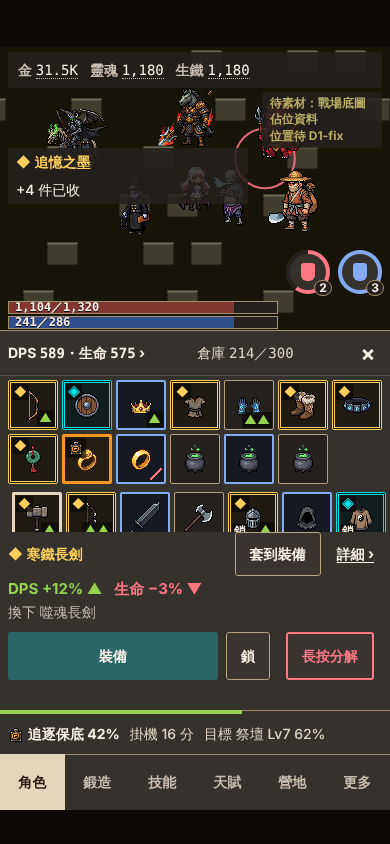 金 31.5K 靈魂 1,180 生鐵 1,180
待素材：戰場底圖
佔位資料
位置待 D1-fix
◆ 追憶之墨
+4 件已收
2
3
1,104／1,320
241／286
DPS 589・生命 575 ›
倉庫 214／300
×
鎖
鎖
◆ 寒鐵長劍
套到裝備
詳細 ›
DPS +12% ▲ 生命 −3% ▼
換下 噬魂長劍
裝備
鎖
長按分解
追逐保底 42% 掛機 16 分 目標 祭壇 Lv7 62%
角色
鍛造
技能
天賦
營地
更多